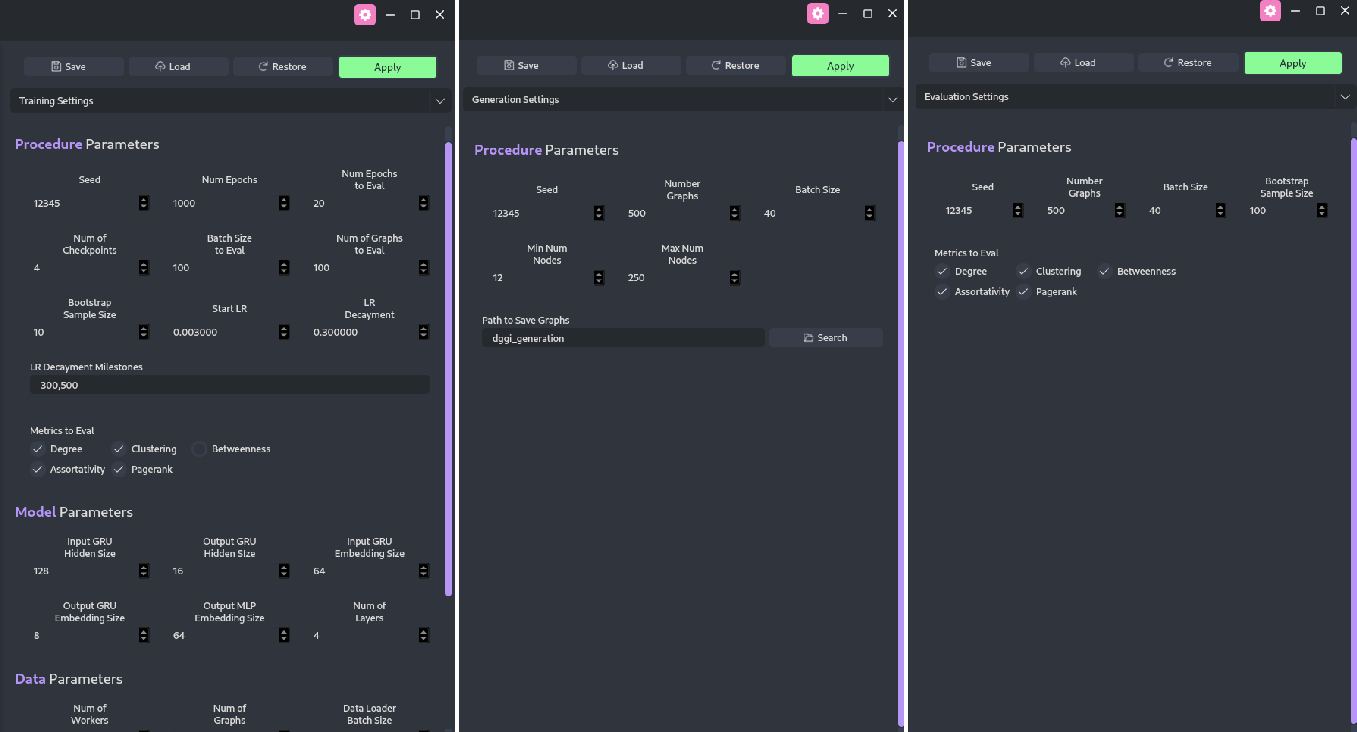 Save Load Restore Apply
Training Settings
Procedure Parameters
Seed Num Epochs Num Epochs
to Eval
12345 1000 20
Num of
Checkpoints Batch Size
to Eval Num of Graphs
to Eval
4 100 100
Bootstrap
Sample Size Start LR LR
Decayment
10 0.003000 0.300000
LR Decayment Milestones
300,500
Metrics to Eval
Degree Clustering Betweenness
Assortativity Pagerank
Model Parameters
Input GRU
Hidden Size Output GRU
Hidden SIze Input GRU
Embedding Size
128 16 64
Output GRU
Embedding Size Output MLP
Embedding Size Num of
Layers
8 64 4
Data Parameters
Num of
Workers Num of
Graphs Data Loader
Batch Size
Save Load Restore Apply
Generation Settings
Procedure Parameters
Seed Number
Graphs Batch Size
12345 500 40
Min Num
Nodes Max Num
Nodes
12 250
Path to Save Graphs
dggi_generation Search
Save Load Restore Apply
Evaluation Settings
Procedure Parameters
Seed Number
Graphs Batch Size Bootstrap
Sample Size
12345 500 40 100
Metrics to Eval
Degree Clustering Betweenness
Assortativity Pagerank